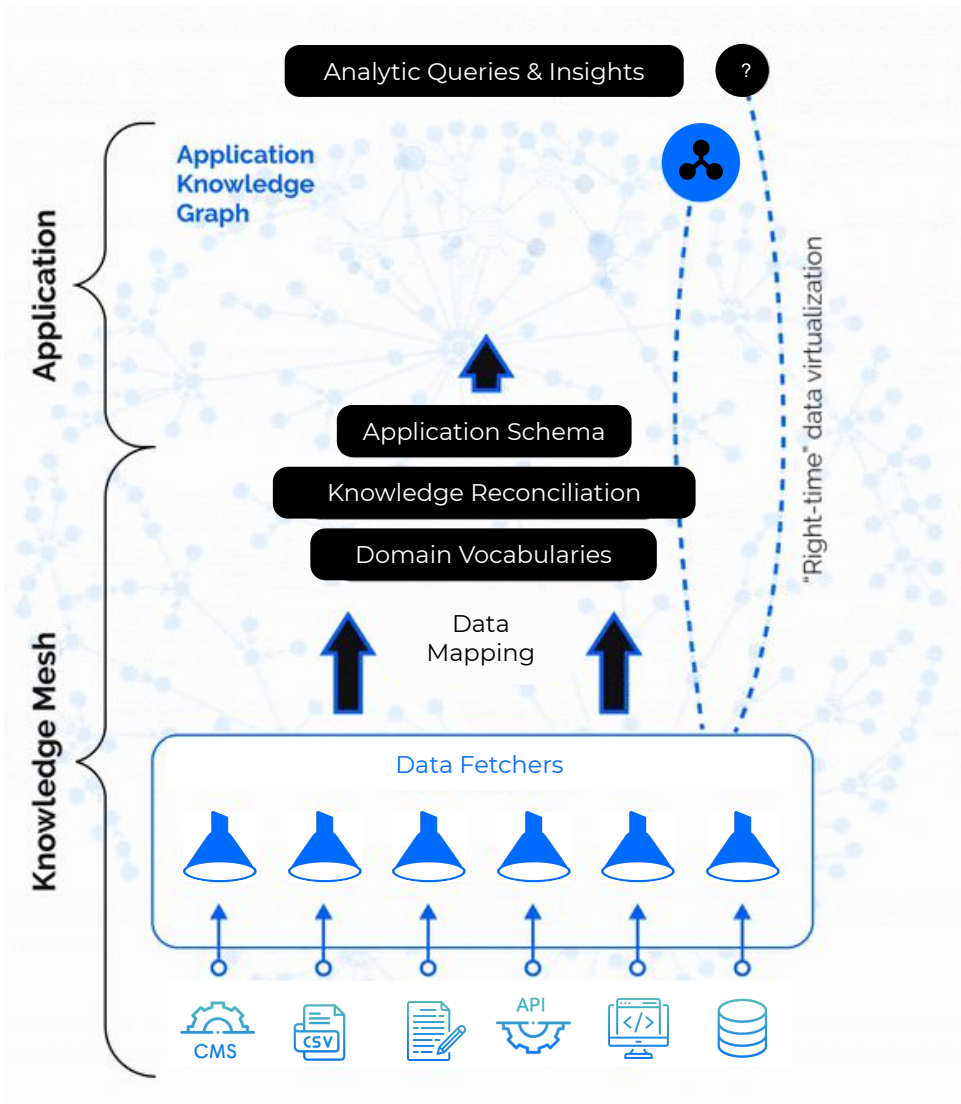 Analytic Queries & Insights
?
Application
Knowledge
Graph
Application
"Right-time" data virtualization
Application Schema
Knowledge Reconciliation
Domain Vocabularies
Data
Mapping
Knowledge Mesh
Data Fetchers
CMS
CSV
API
</>